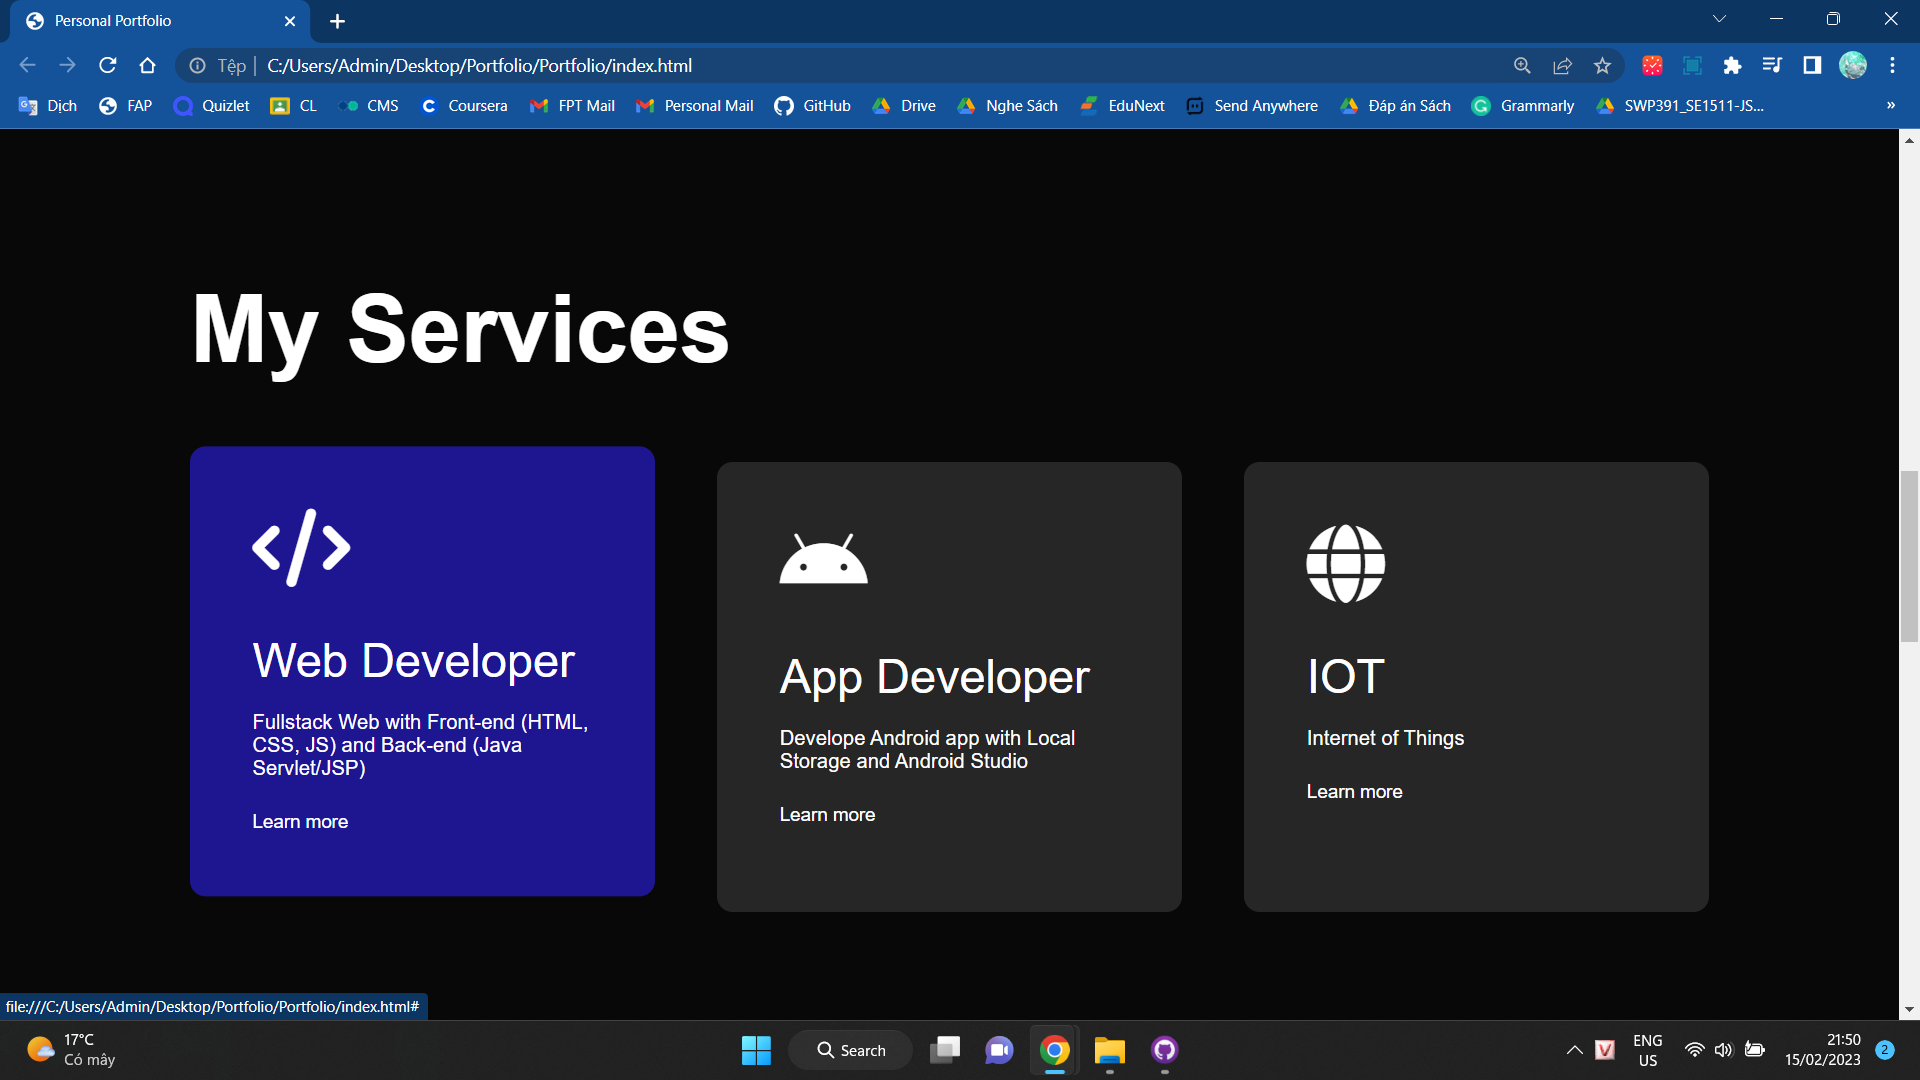 Personal Portfolio
Tệp | C:/Users/Admin/Desktop/Portfolio/Portfolio/index.html
Dịch FAP Quizlet CL CMS Coursera FPT Mail Personal Mail GitHub Drive Nghe Sách EduNext Send Anywhere Đáp án Sách Grammarly SWP391_SE1511-JS... »
My Services
Web Developer
Fullstack Web with Front-end (HTML,
CSS, JS) and Back-end (Java
Servlet/JSP)
Learn more
App Developer
Develope Android app with Local
Storage and Android Studio
Learn more
IOT
Internet of Things
Learn more
file:///C:/Users/Admin/Desktop/Portfolio/Portfolio/index.html#
17°C
Có mây
Search
V
ENG
US
21:50
15/02/2023
2